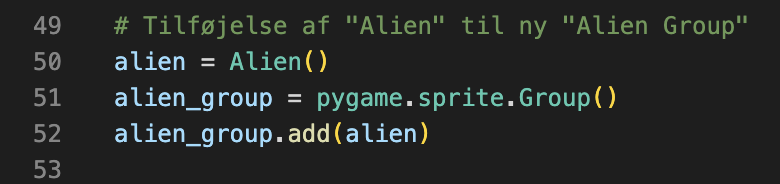 49 # Tilføjelse af "Alien" til ny "Alien Group"
50 alien = Alien()
51 alien_group = pygame.sprite.Group()
52 alien_group.add(alien)
53